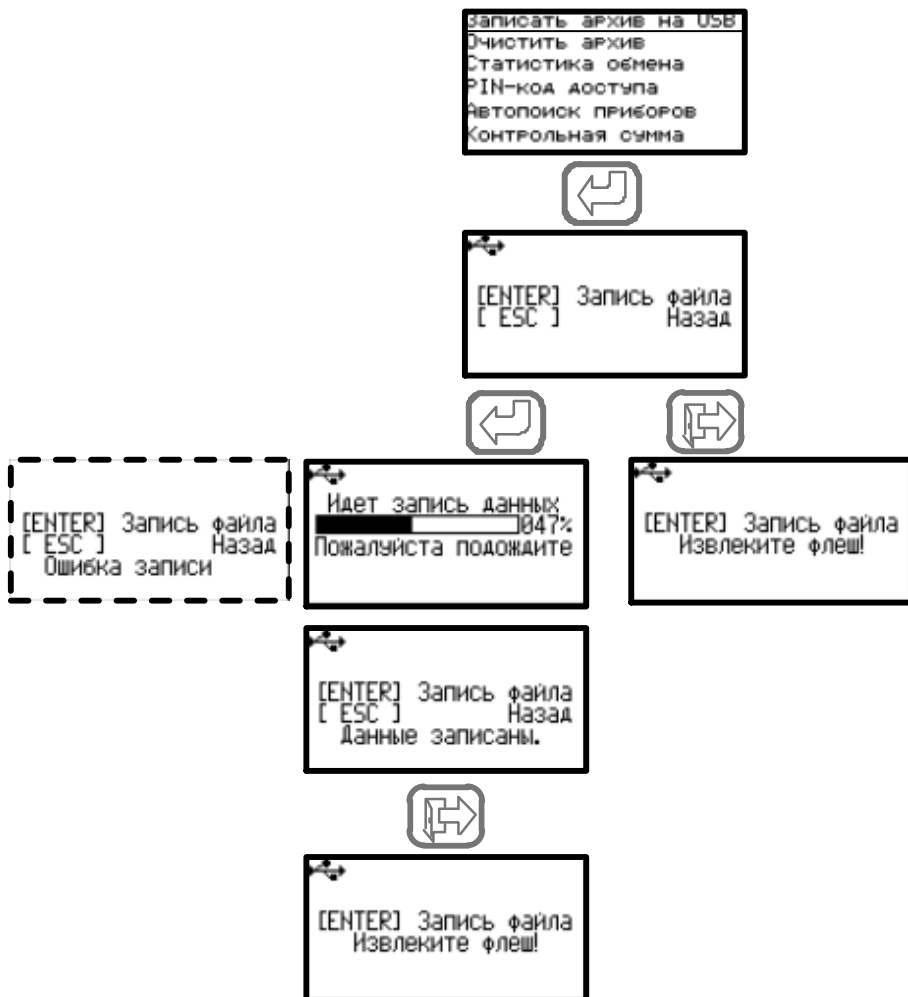 Записать архив на USB
Очистить архив
Статистика обмена
PIN-код доступа
Автопоиск приборов
Контрольная сумма
[ENTER] Запись файла
[ ESC ] Назад
[ENTER] Запись файла
[ ESC ] Назад
Ошибка записи
Идет запись данных
047%
Пожалуйста подождите
[ENTER] Запись файла
Извлеките флеш!
[ENTER] Запись файла
[ ESC ] Назад
Данные записаны.
[ENTER] Запись файла
Извлеките флеш!